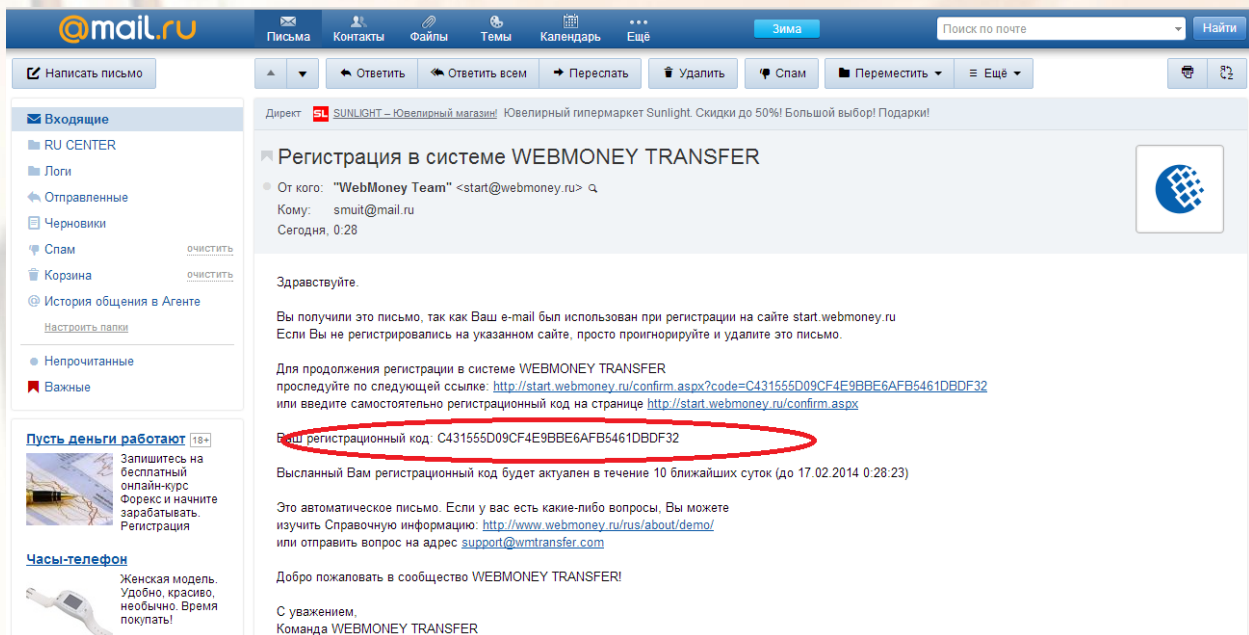 @mail.ru
Письма Контакты Файлы Темы Календарь Ещё Зима Поиск по почте Найти
Написать письмо Ответить Ответить всем Переслать Удалить Спам Переместить Ещё
Входящие
RU CENTER
Логи
Отправленные
Черновики
Спам очистить
Корзина очистить
История общения в Агенте
Настроить папки
Непрочитанные
Важные
Пусть деньги работают 18+
Запишитесь на
бесплатный
онлайн-курс
Форекс и начните
зарабатывать.
Регистрация
Часы-телефон
Женская модель.
Удобно, красиво,
необычно. Время
покупать!
Директ SL SUNLIGHT – Ювелирный магазин! Ювелирный гипермаркет Sunlight. Скидки до 50%! Большой выбор! Подарки!
Регистрация в системе WEBMONEY TRANSFER
От кого: "WebMoney Team" <start@webmoney.ru>
Кому: smuit@mail.ru
Сегодня, 0:28
Здравствуйте.
Вы получили это письмо, так как Ваш e-mail был использован при регистрации на сайте start.webmoney.ru
Если Вы не регистрировались на указанном сайте, просто проигнорируйте и удалите это письмо.
Для продолжения регистрации в системе WEBMONEY TRANSFER
проследуйте по следующей ссылке: http://start.webmoney.ru/confirm.aspx?code=C431555D09CF4E9BBE6AFB5461DBDF32
или введите самостоятельно регистрационный код на странице http://start.webmoney.ru/confirm.aspx
Ваш регистрационный код: C431555D09CF4E9BBE6AFB5461DBDF32
Высланный Вам регистрационный код будет актуален в течение 10 ближайших суток (до 17.02.2014 0:28:23)
Это автоматическое письмо. Если у вас есть какие-либо вопросы, Вы можете
изучить Справочную информацию: http://www.webmoney.ru/rus/about/demo/
или отправить вопрос на адрес support@wmtransfer.com
Добро пожаловать в сообщество WEBMONEY TRANSFER!
С уважением,
Команда WEBMONEY TRANSFER